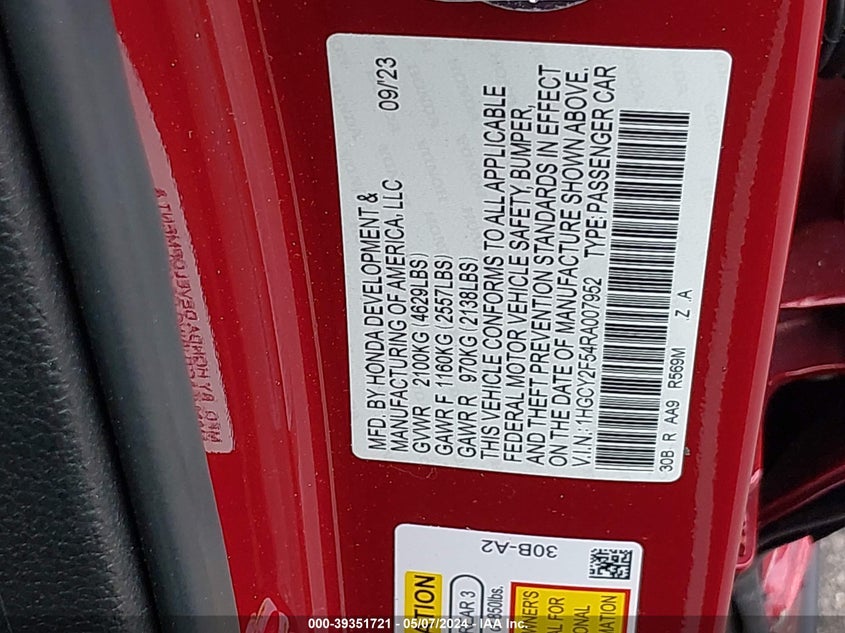 MFD. BY HONDA DEVELOPMENT &
MANUFACTURING OF AMERICA, LLC 09/'23
GVWR 2100KG (4629LBS)
GAWR F 1160KG (2557LBS)
GAWR R 970KG (2138LBS)
THIS VEHICLE CONFORMS TO ALL APPLICABLE
FEDERAL MOTOR VEHICLE SAFETY, BUMPER,
AND THEFT PREVENTION STANDARDS IN EFFECT
ON THE DATE OF MANUFACTURE SHOWN ABOVE.
V.I.N.: 1HGCY2F54RA007952 TYPE: PASSENGER CAR
30B R AA9 R569M Z .A
30B-A2
REAR 3
FORMATION
000-39351721 - 05/07/2024 - IAA Inc.